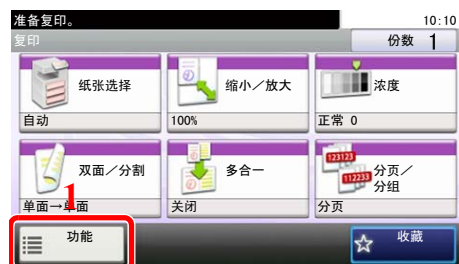 准备复印。
10:10
复印
份数 1
纸张选择
自动
缩小／放大
100%
浓度
正常 0
双面／分割
单面→单面
1
多合一
关闭
123123
112233
分页／
分组
分页
功能
收藏